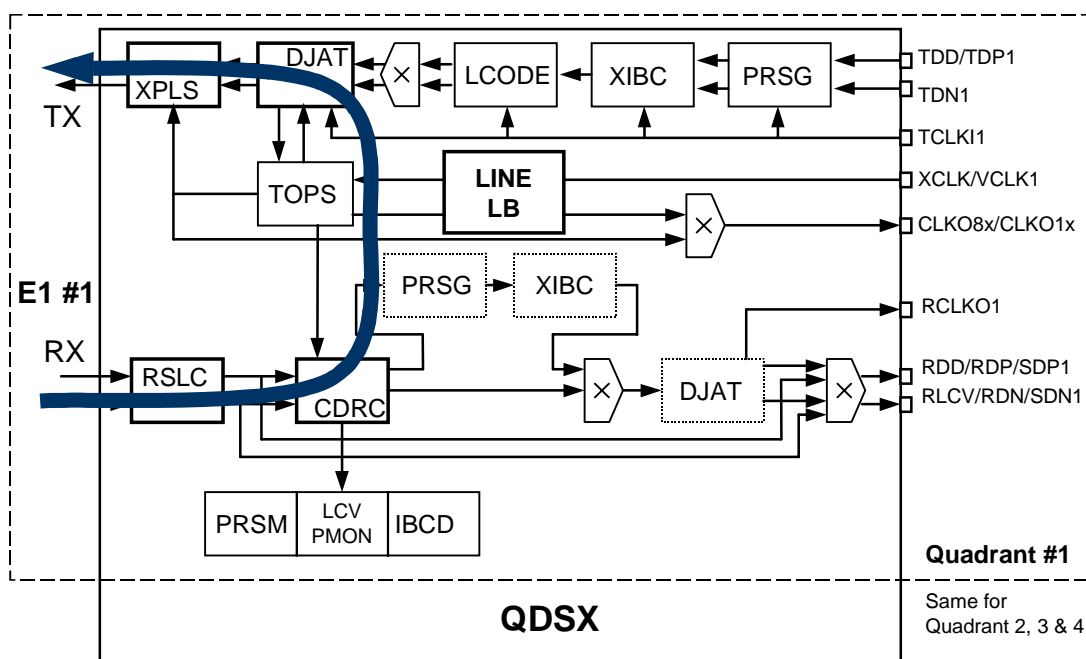 DJAT
XPLS
TX
×
LCODE
XIBC
PRSG
TDD/TDP1
TDN1
TCLKI1
TOPS
LINE
LB
XCLK/VCLK1
×
CLKO8x/CLKO1x
E1 #1
PRSG
XIBC
RCLKO1
RX
RSLC
CDRC
×
DJAT
×
RDD/RDP/SDP1
RLCV/RDN/SDN1
PRSM
LCV
PMON
IBCD
Quadrant #1
QDSX
Same for
Quadrant 2, 3 & 4